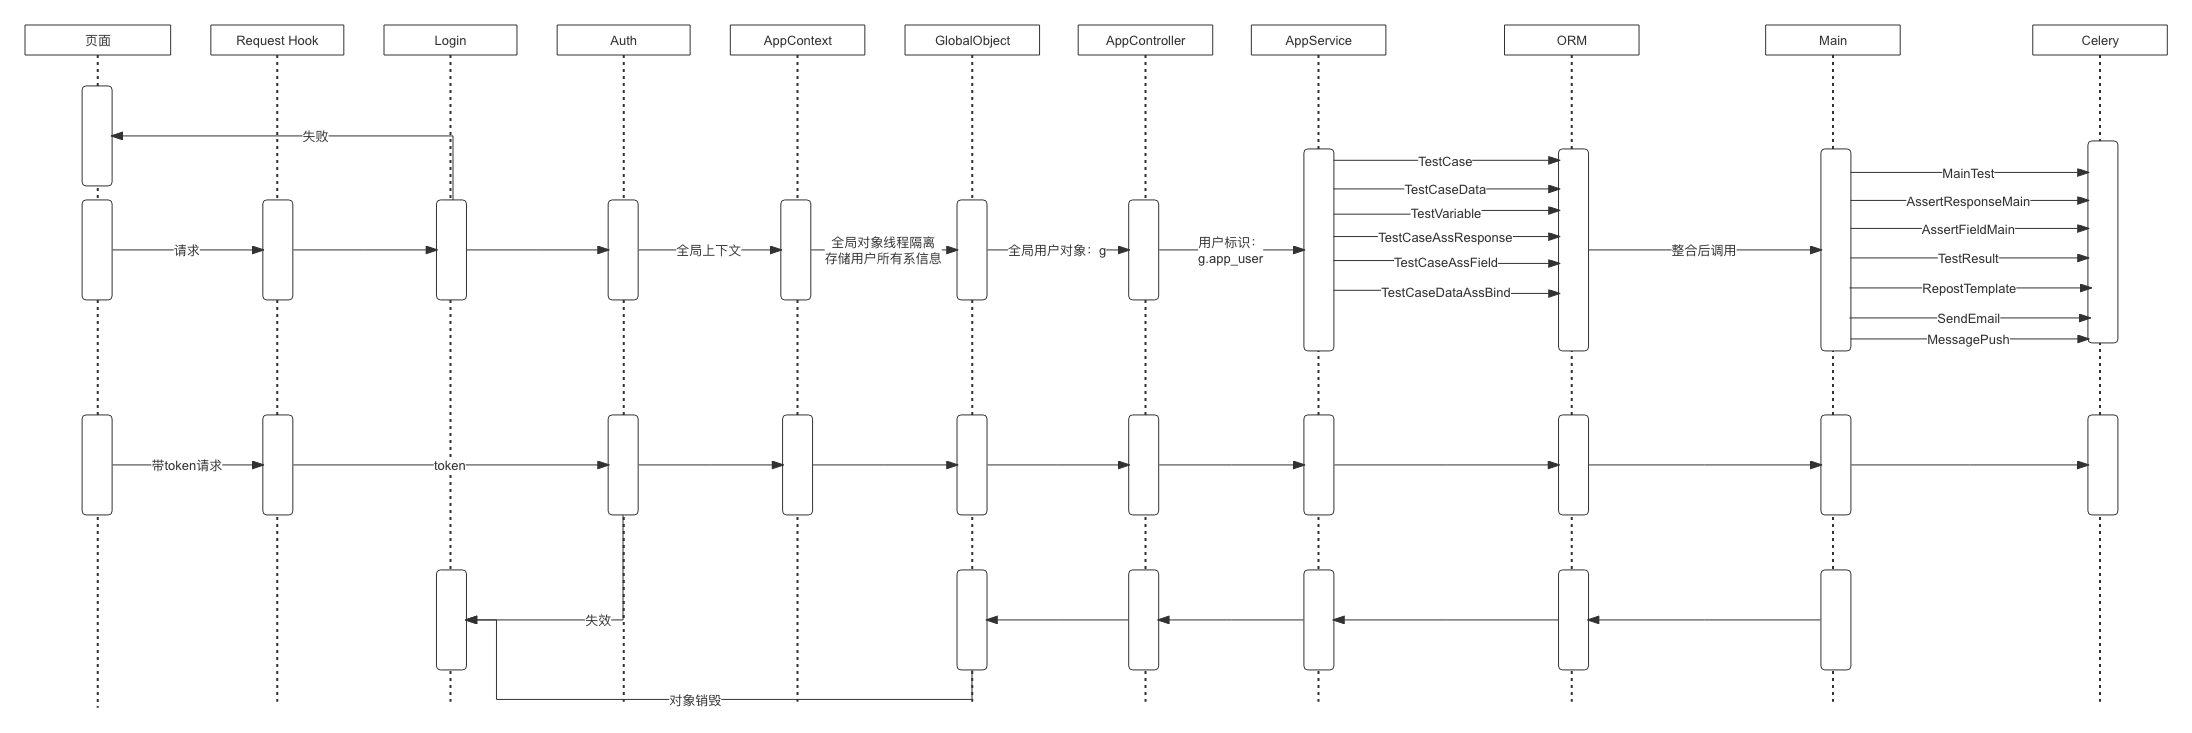 页面
Request Hook
Login
Auth
AppContext
GlobalObject
AppController
AppService
ORM
Main
Celery
失败
请求
全局上下文
全局对象线程隔离
存储用户所有系信息
全局用户对象：g
用户标识：
g.app_user
TestCase
TestCaseData
TestVariable
TestCaseAssResponse
TestCaseAssField
TestCaseDataAssBind
整合后调用
MainTest
AssertResponseMain
AssertFieldMain
TestResult
RepostTemplate
SendEmail
MessagePush
带token请求
token
失效
对象销毁